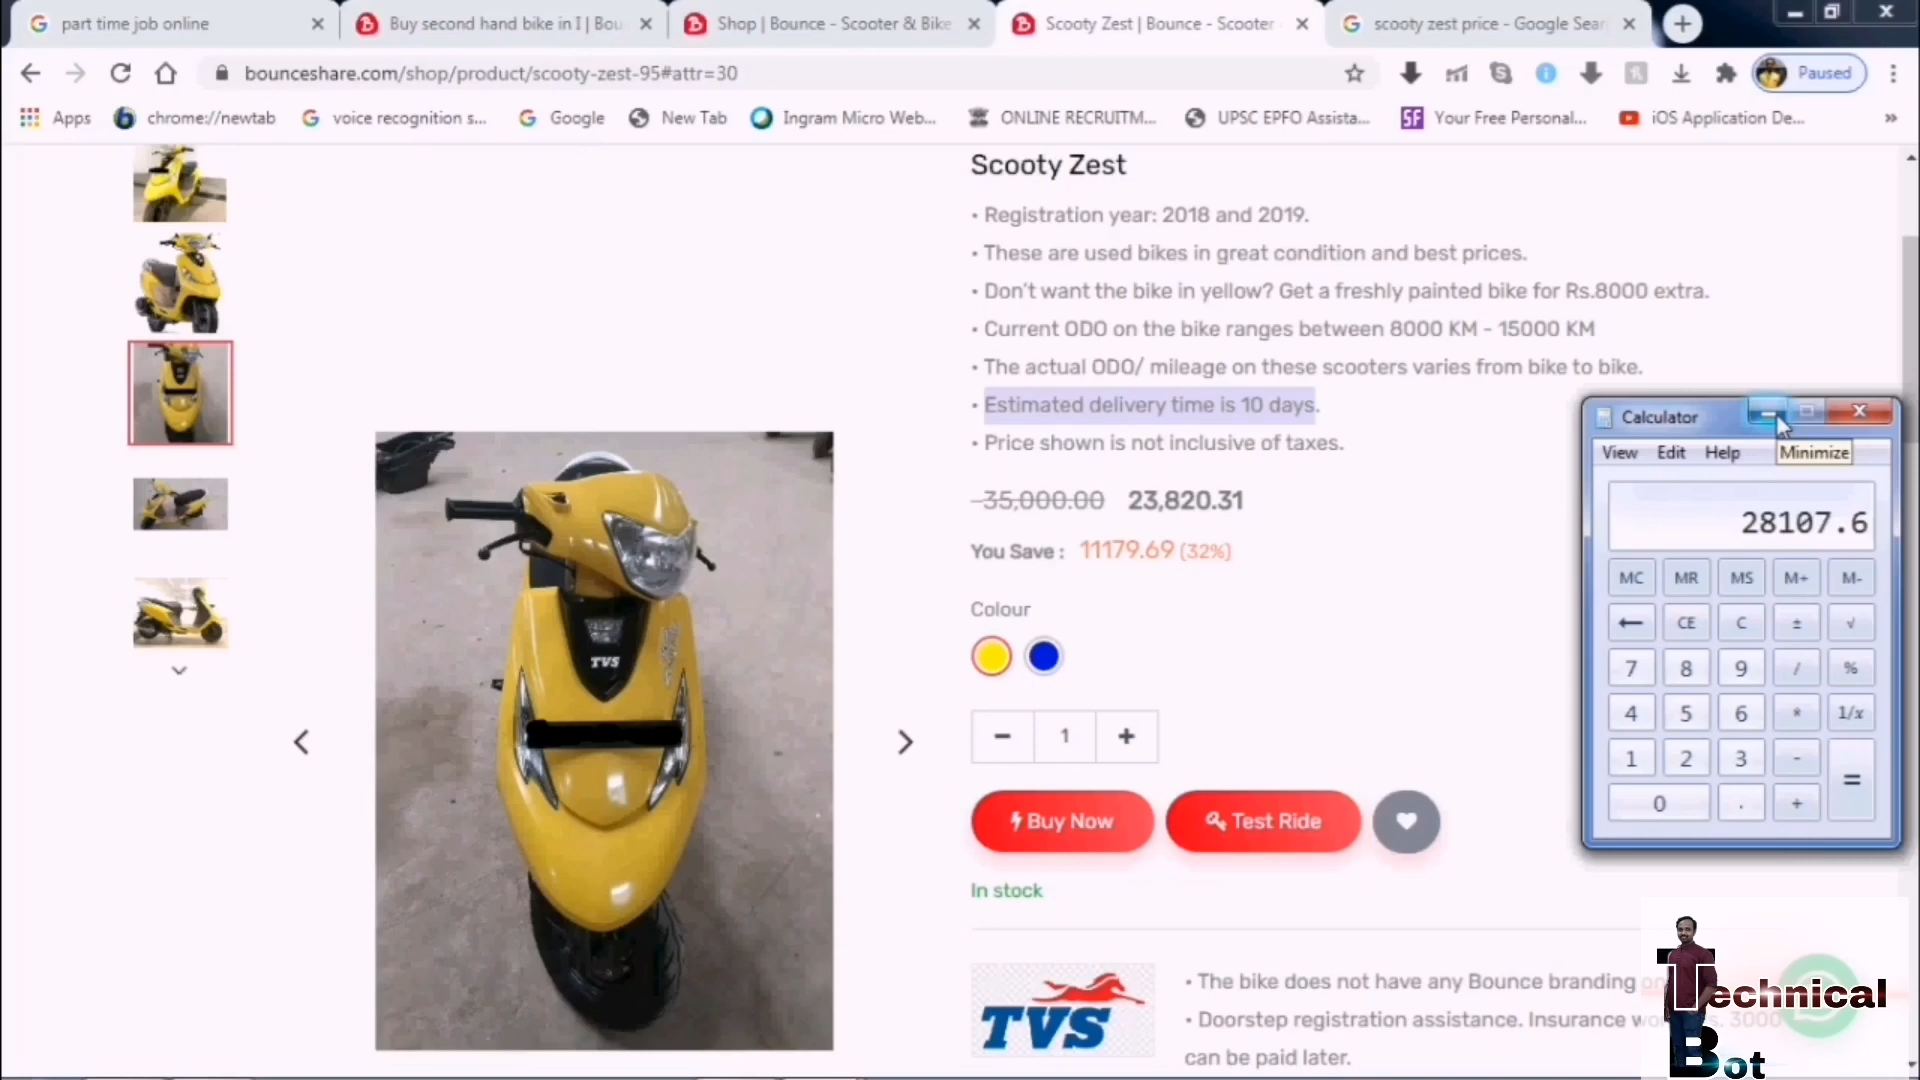 part time job online
Buy second hand bike in I | Bou
Shop | Bounce - Scooter & Bike
Scooty Zest | Bounce - Scooter
scooty zest price - Google Sear
bounceshare.com/shop/product/scooty-zest-95#attr=30
Paused
Apps
chrome://newtab
voice recognition s...
Google
New Tab
Ingram Micro Web...
ONLINE RECRUITM...
UPSC EPFO Assista...
SF
Your Free Personal...
iOS Application De...
»
Scooty Zest
• Registration year: 2018 and 2019.
• These are used bikes in great condition and best prices.
• Don't want the bike in yellow? Get a freshly painted bike for Rs.8000 extra.
• Current ODO on the bike ranges between 8000 KM - 15000 KM
• The actual ODO/ mileage on these scooters varies from bike to bike.
• Estimated delivery time is 10 days.
• Price shown is not inclusive of taxes.
35,000.00 23,820.31
You Save : 11179.69 (32%)
Colour
− 1 +
Buy Now
Test Ride
In stock
TVS
TVS
• The bike does not have any Bounce branding on
• Doorstep registration assistance. Insurance 3000
can be paid later.
Calculator
View Edit Help
Minimize
28107.6
MC MR MS M+ M-
← CE C ± √
7 8 9 / %
4 5 6 * 1/x
1 2 3 - =
0 . +
Technical
Bot